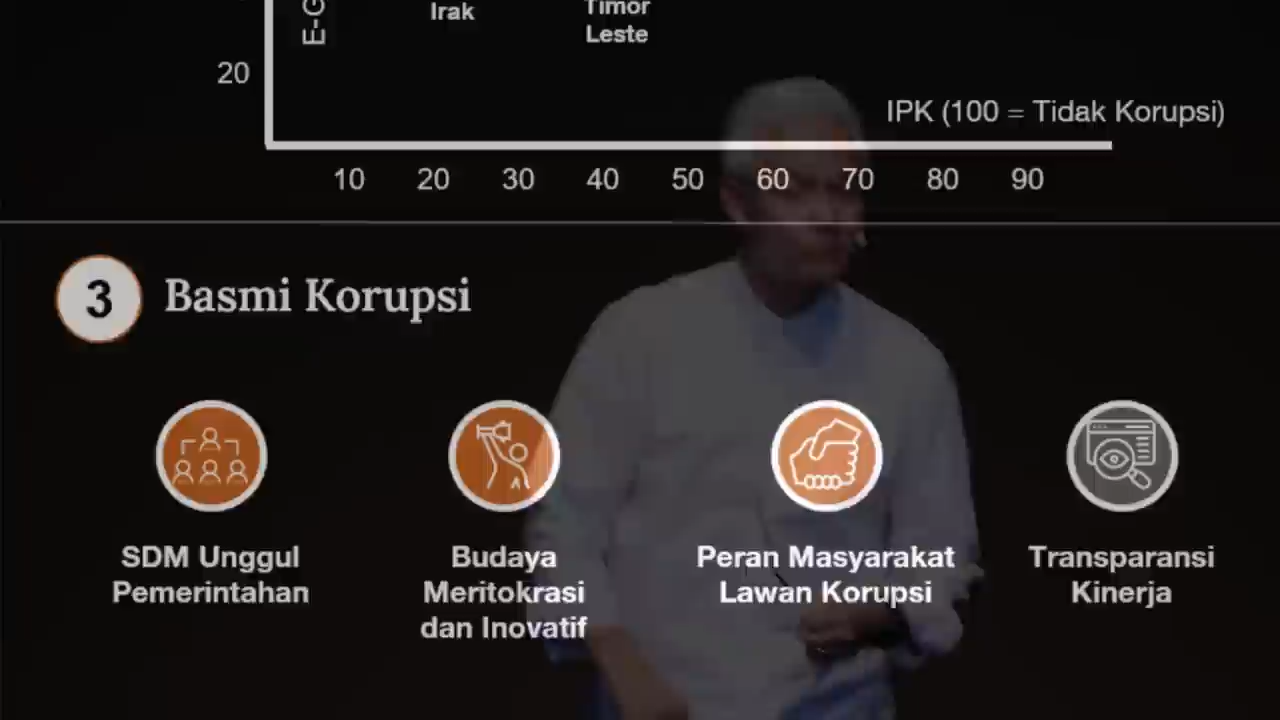 E-G
Irak
Timor
Leste
20
IPK (100 = Tidak Korupsi)
10 20 30 40 50 60 70 80 90
3 Basmi Korupsi
SDM Unggul
Pemerintahan
Budaya
Meritokrasi
dan Inovatif
Peran Masyarakat
Lawan Korupsi
Transparansi
Kinerja